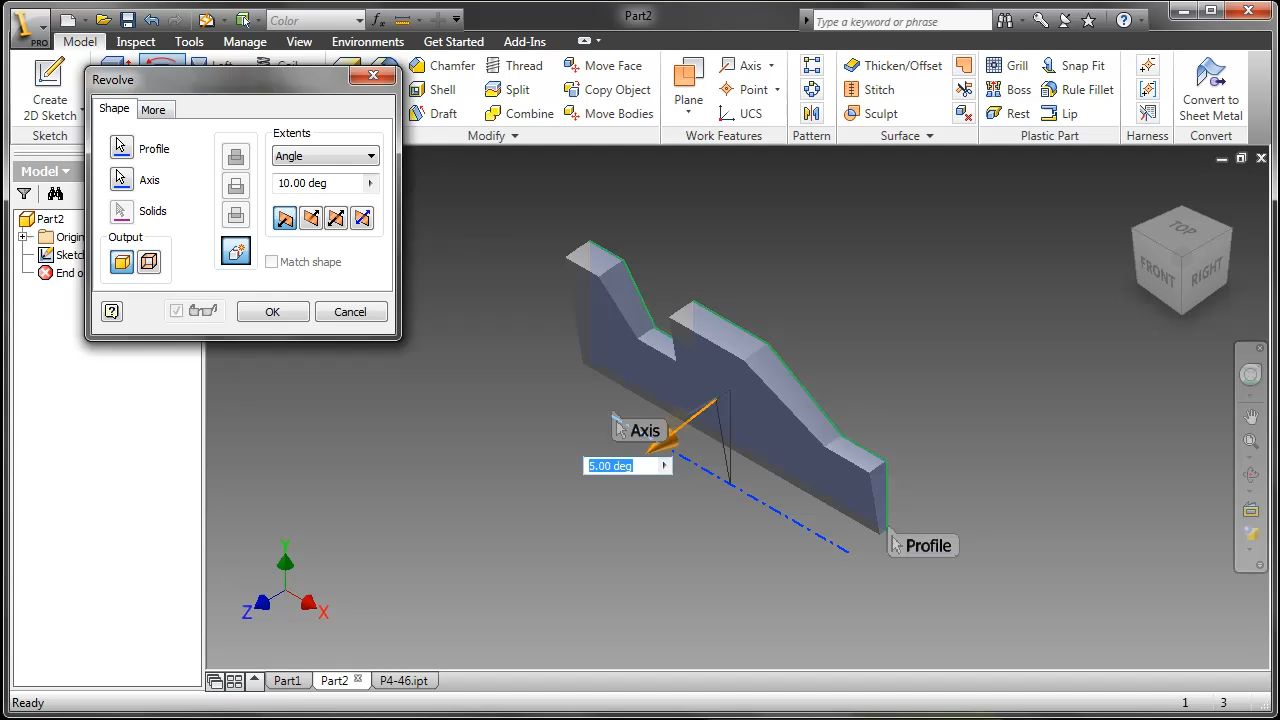 PRO
Color
Part2
Type a keyword or phrase
Model Inspect Tools Manage View Environments Get Started Add-Ins
Create
2D Sketch
Sketch
Chamfer
Shell
Draft
Thread
Split
Combine
Move Face
Copy Object
Move Bodies
Modify
Plane
Axis
Point
UCS
Work Features
Pattern
Thicken/Offset
Stitch
Sculpt
Surface
Grill
Boss
Rest
Snap Fit
Rule Fillet
Lip
Plastic Part
Harness
Convert to
Sheet Metal
Convert
Revolve
Shape
More
Profile
Axis
Solids
Output
Extents
Angle
10.00 deg
Match shape
OK
Cancel
Model
Part2
Origin
Sketc
End o
TOP
FRONT
RIGHT
Axis
5.00 deg
Profile
Y
Z
X
Part1
Part2
P4-46.ipt
Ready
1
3